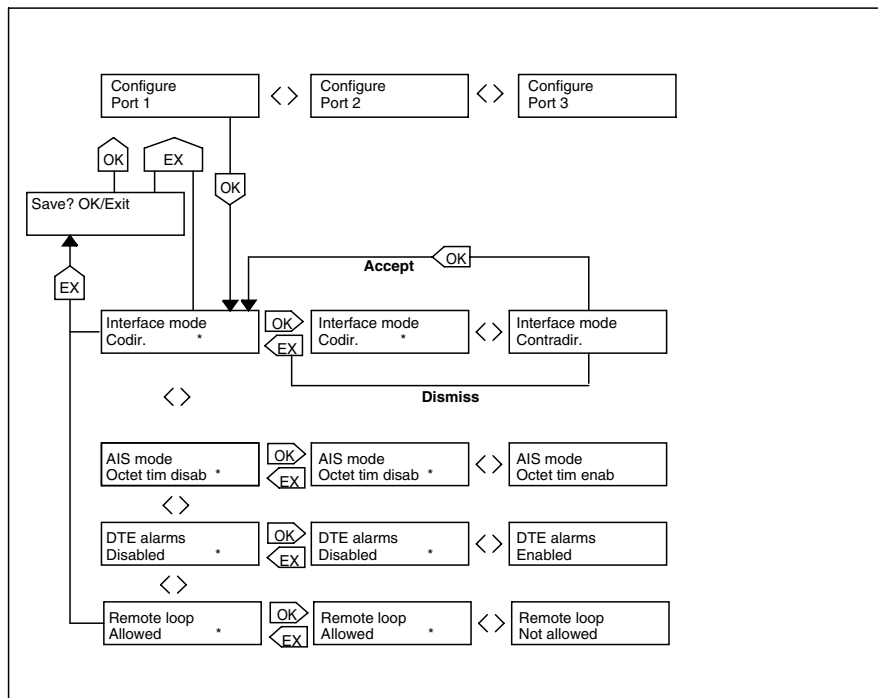 Configure
Port 1
< >
Configure
Port 2
< >
Configure
Port 3
OK
EX
OK
Save? OK/Exit
EX
Accept
OK
Interface mode
Codir. *
OK
EX
Interface mode
Codir. *
< >
Interface mode
Contradir.
Dismiss
< >
AIS mode
Octet tim disab *
OK
EX
AIS mode
Octet tim disab *
< >
AIS mode
Octet tim enab
< >
DTE alarms
Disabled *
OK
EX
DTE alarms
Disabled *
< >
DTE alarms
Enabled
< >
Remote loop
Allowed *
OK
EX
Remote loop
Allowed *
< >
Remote loop
Not allowed